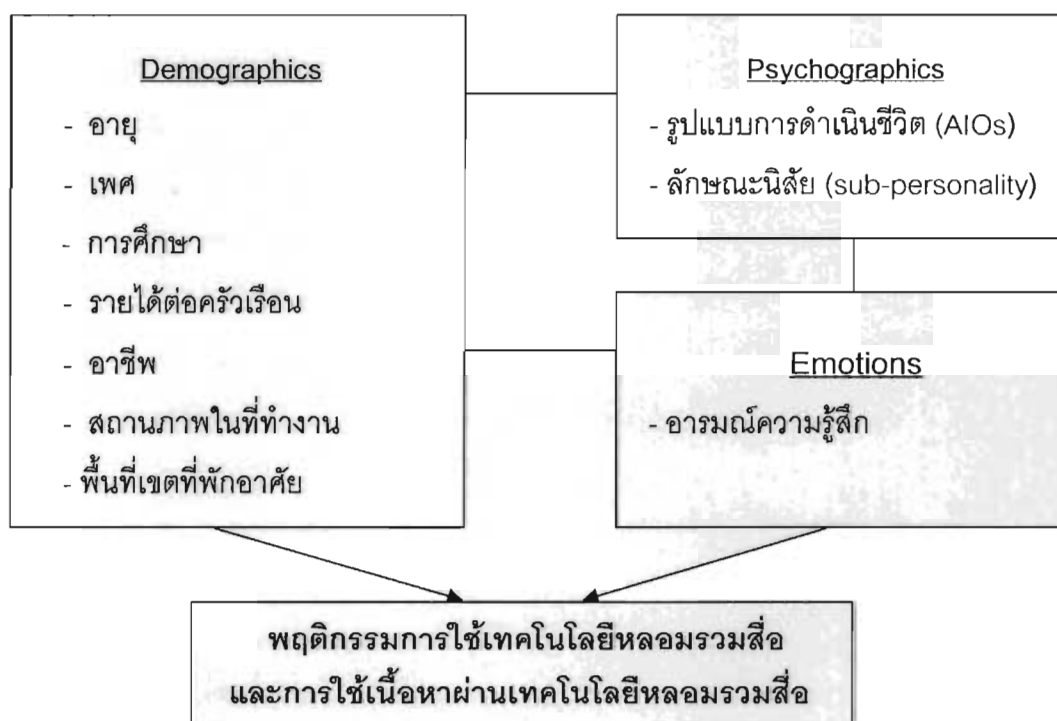 Demographics
- อายุ
- เพศ
- การศึกษา
- รายได้ต่อครัวเรือน
- อาชีพ
- สถานภาพในที่ทำงาน
- พื้นที่เขตที่พักอาศัย
Psychographics
- รูปแบบการดำเนินชีวิต (AIOs)
- ลักษณะนิสัย (sub-personality)
Emotions
- อารมณ์ความรู้สึก
พฤติกรรมการใช้เทคโนโลยีหลอมรวมสื่อ
และการใช้เนื้อหาผ่านเทคโนโลยีหลอมรวมสื่อ